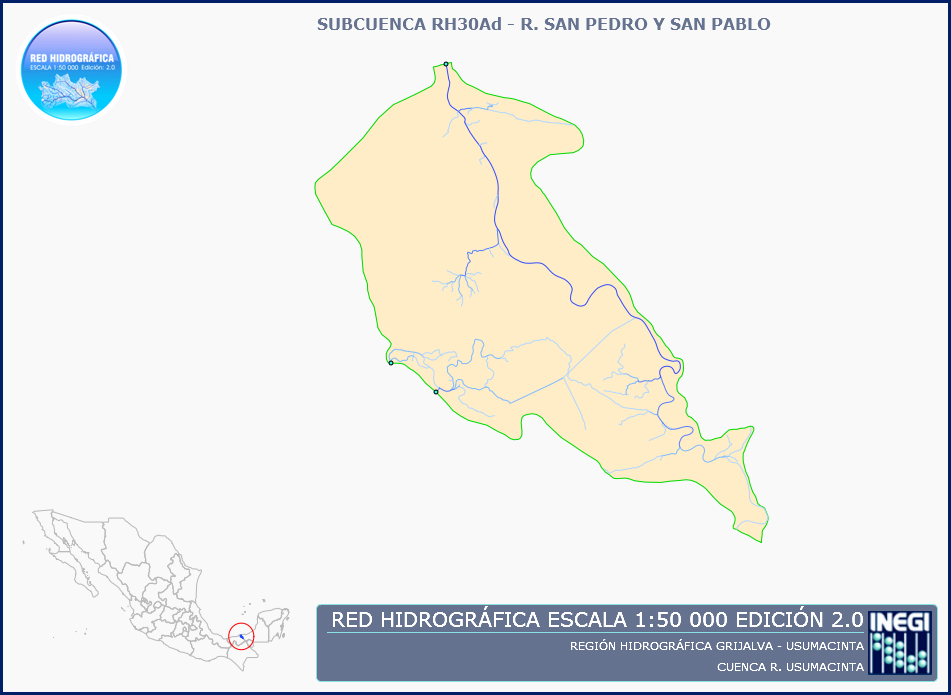 SUBCUENCA RH30Ad - R. SAN PEDRO Y SAN PABLO
RED HIDROGRÁFICA
ESCALA 1:50 000 Edición: 2.0
RED HIDROGRÁFICA ESCALA 1:50 000 EDICIÓN 2.0
REGIÓN HIDROGRÁFICA GRIJALVA - USUMACINTA
CUENCA R. USUMACINTA
INEGI